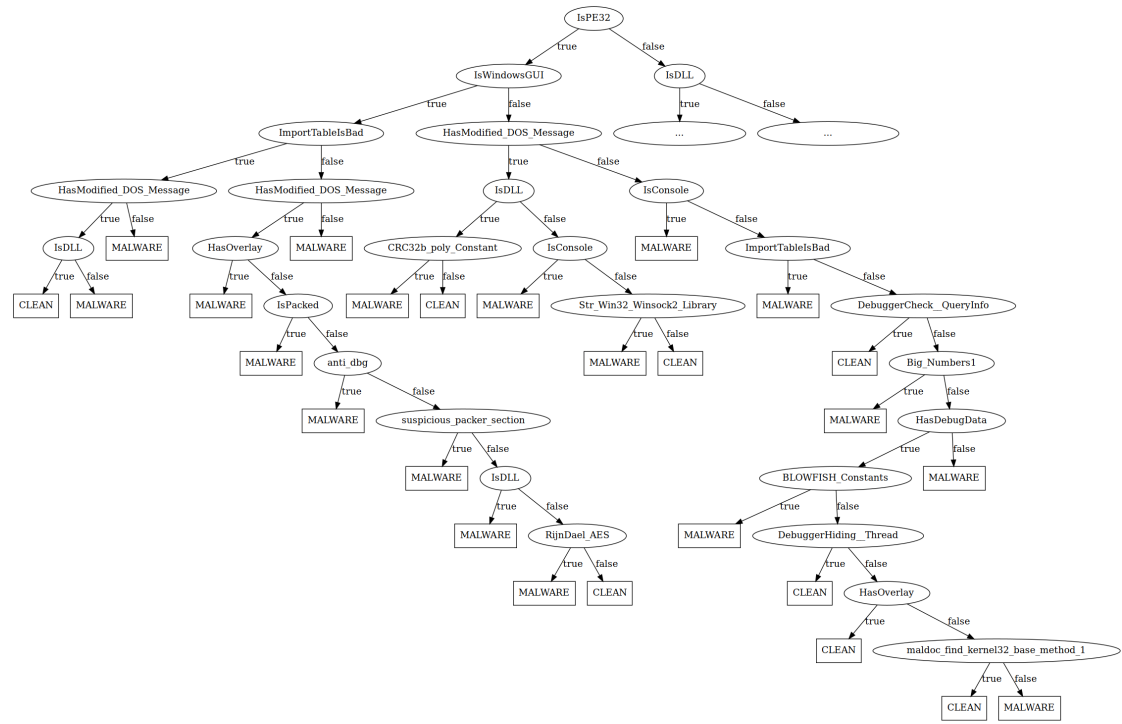 IsPE32
true false
IsWindowsGUI IsDLL
true false true false
ImportTableIsBad HasModified_DOS_Message ... ...
true false true false
HasModified_DOS_Message HasModified_DOS_Message IsDLL IsConsole
true false true false true false true false
IsDLL MALWARE HasOverlay MALWARE CRC32b_poly_Constant IsConsole MALWARE ImportTableIsBad
true false true false true false true false true false
CLEAN MALWARE MALWARE IsPacked MALWARE CLEAN MALWARE Str_Win32_Winsock2_Library MALWARE DebuggerCheck__QueryInfo
true false true false true false
MALWARE anti_dbg MALWARE CLEAN CLEAN Big_Numbers1
true false true false
MALWARE suspicious_packer_section MALWARE HasDebugData
true false true false
MALWARE IsDLL BLOWFISH_Constants MALWARE
true false true false
MALWARE RijnDael_AES MALWARE DebuggerHiding__Thread
true false true false
MALWARE CLEAN CLEAN HasOverlay
true false
CLEAN maldoc_find_kernel32_base_method_1
true false
CLEAN MALWARE